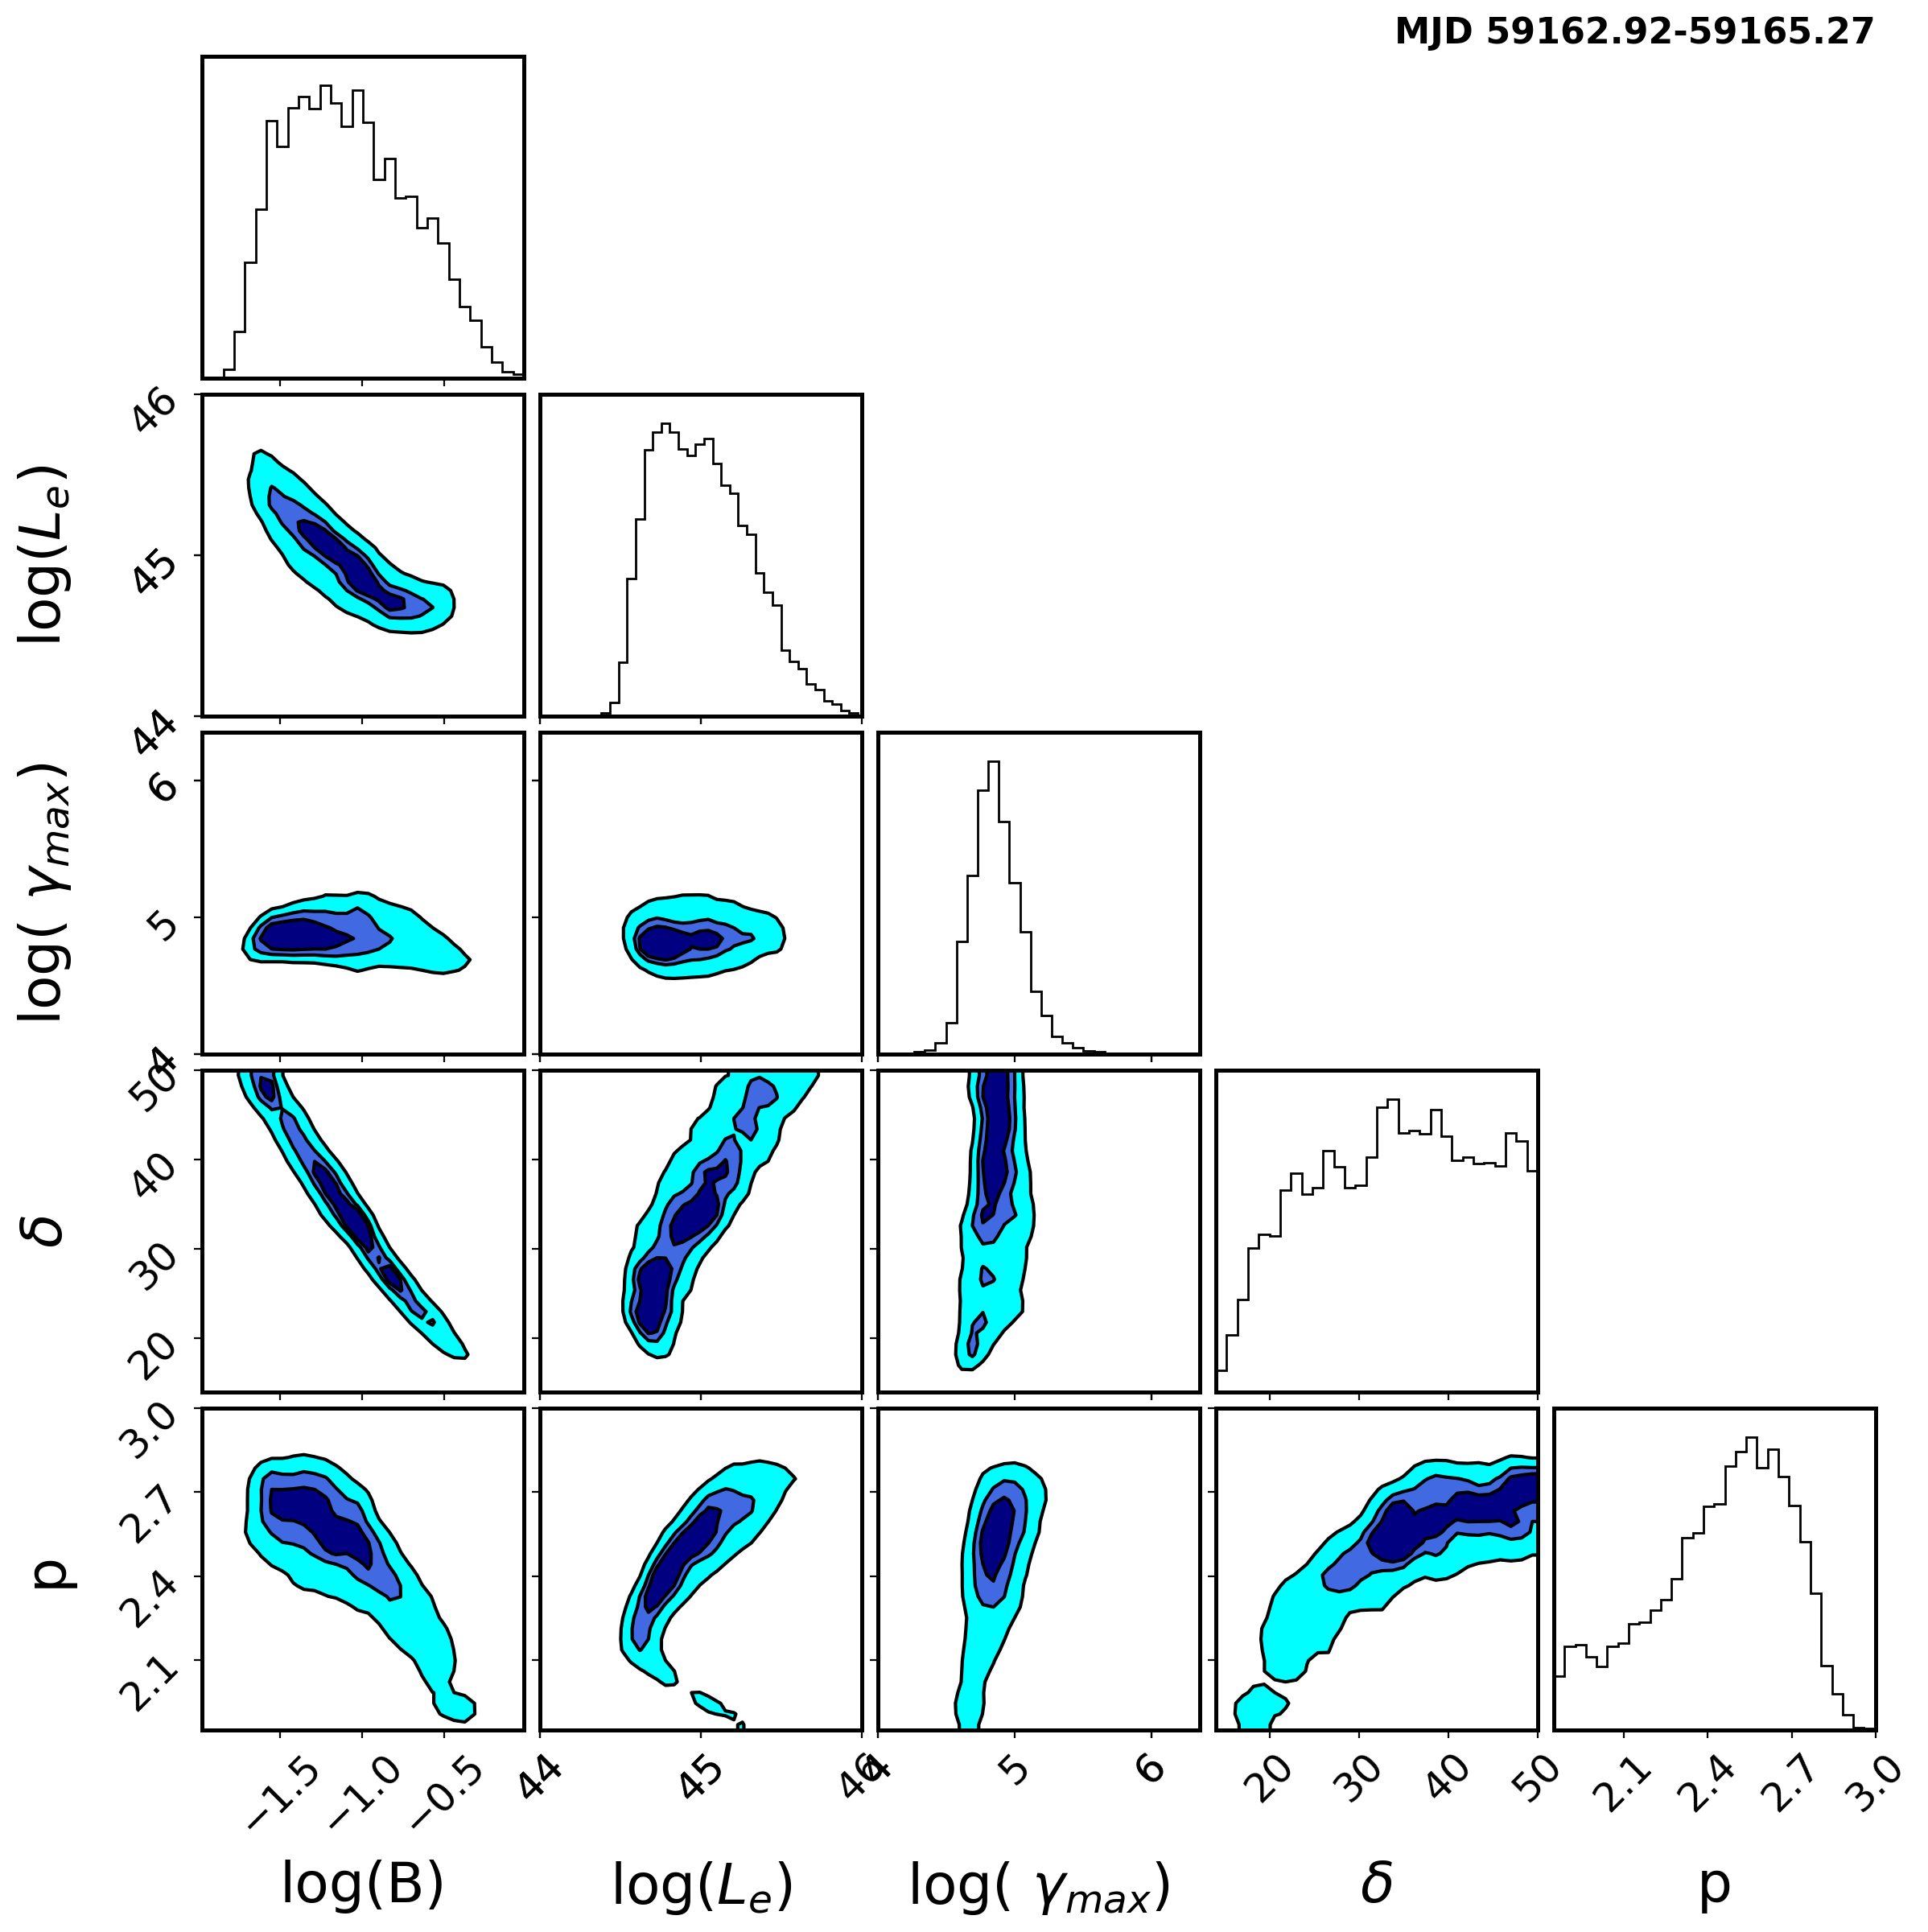 MJD 59162.92-59165.27
46
45
44
log(L_e)
6
5
4
log( γ_max)
50
40
30
20
δ
3.0
2.7
2.4
2.1
p
−1.5 −1.0 −0.5 44 45 46 4 5 6 20 30 40 50 2.1 2.4 2.7 3.0
log(B) log(L_e) log( γ_max) δ p